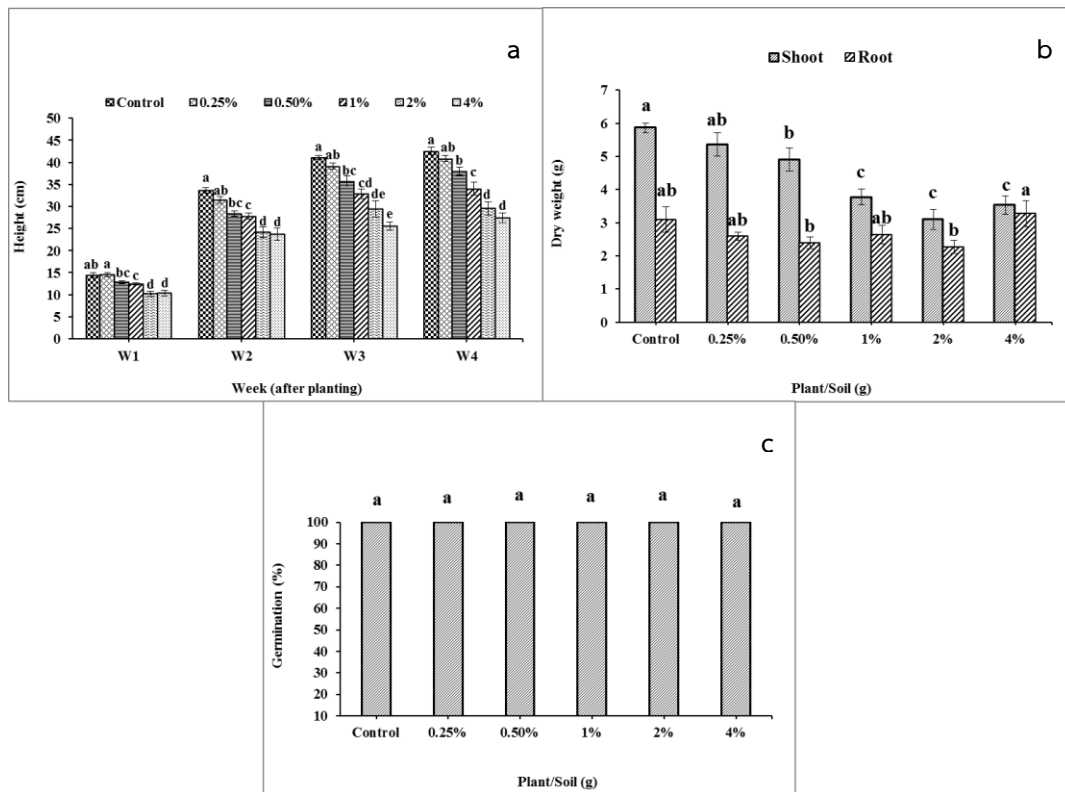 a
Control 0.25% 0.50% 1% 2% 4%
50
45
40
35
30
25
20
15
10
5
0
Height (cm)
ab a bc c d d
a ab bc c d d
a ab bc cd de e
a ab b c d d
W1 W2 W3 W4
Week (after planting)
b
Shoot Root
7
6
5
4
3
2
1
0
Dry weight (g)
a ab ab ab b b c ab c b c a
Control 0.25% 0.50% 1% 2% 4%
Plant/Soil (g)
c
a a a a a a
100
90
80
70
60
50
40
30
20
10
Germination (%)
Control 0.25% 0.50% 1% 2% 4%
Plant/Soil (g)